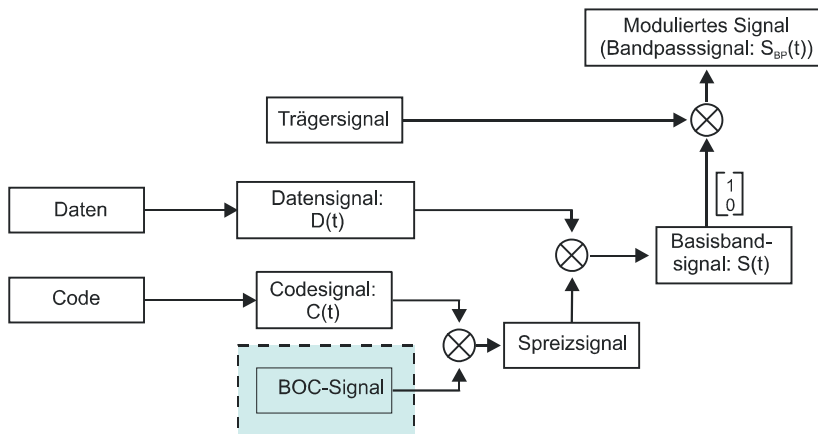 Moduliertes Signal
(Bandpasssignal: S_BP(t))
Trägersignal
1
0
Daten
Datensignal:
D(t)
Basisband-
signal: S(t)
Code
Codesignal:
C(t)
Spreizsignal
BOC-Signal